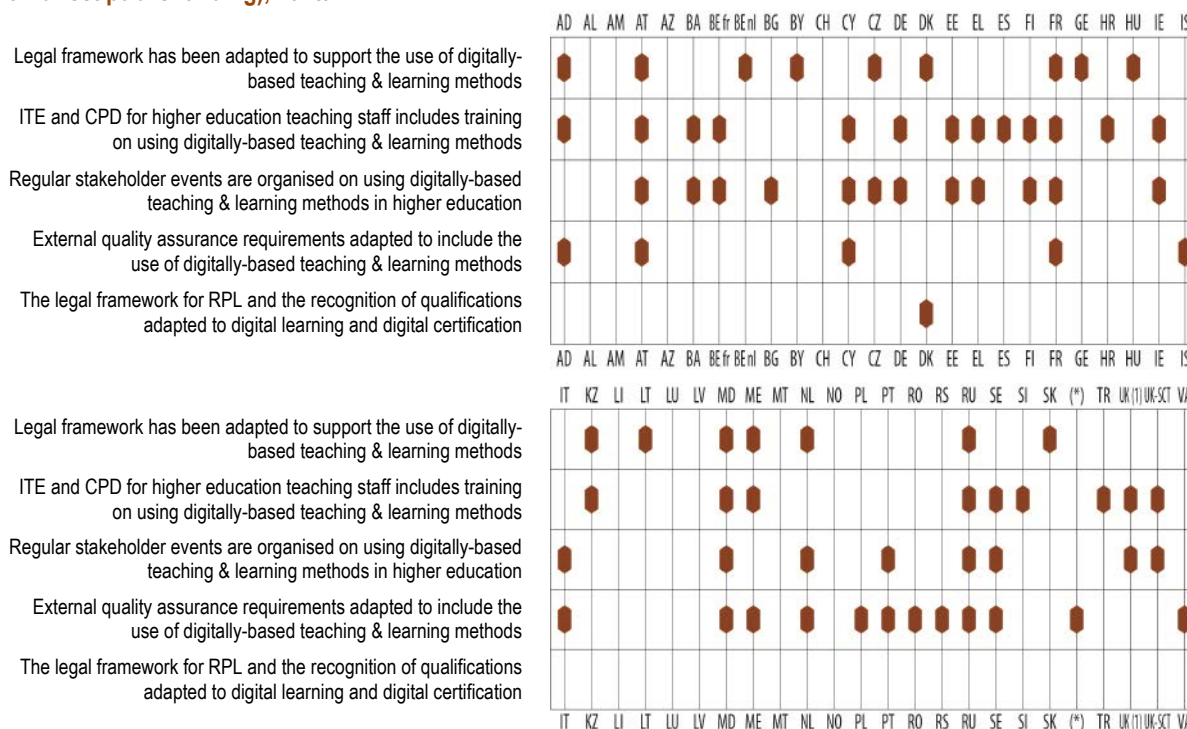 AD AL AM AT AZ BA BE fr BE nl BG BY CH CY CZ DE DK EE EL ES FI FR GE HR HU IE IS
Legal framework has been adapted to support the use of digitally-
based teaching & learning methods
ITE and CPD for higher education teaching staff includes training
on using digitally-based teaching & learning methods
Regular stakeholder events are organised on using digitally-based
teaching & learning methods in higher education
External quality assurance requirements adapted to include the
use of digitally-based teaching & learning methods
The legal framework for RPL and the recognition of qualifications
adapted to digital learning and digital certification
AD AL AM AT AZ BA BE fr BE nl BG BY CH CY CZ DE DK EE EL ES FI FR GE HR HU IE IS
IT KZ LI LT LU LV MD ME MT NL NO PL PT RO RS RU SE SI SK (*) TR UK (1) UK-SCT VA
Legal framework has been adapted to support the use of digitally-
based teaching & learning methods
ITE and CPD for higher education teaching staff includes training
on using digitally-based teaching & learning methods
Regular stakeholder events are organised on using digitally-based
teaching & learning methods in higher education
External quality assurance requirements adapted to include the
use of digitally-based teaching & learning methods
The legal framework for RPL and the recognition of qualifications
adapted to digital learning and digital certification
IT KZ LI LT LU LV MD ME MT NL NO PL PT RO RS RU SE SI SK (*) TR UK (1) UK-SCT VA